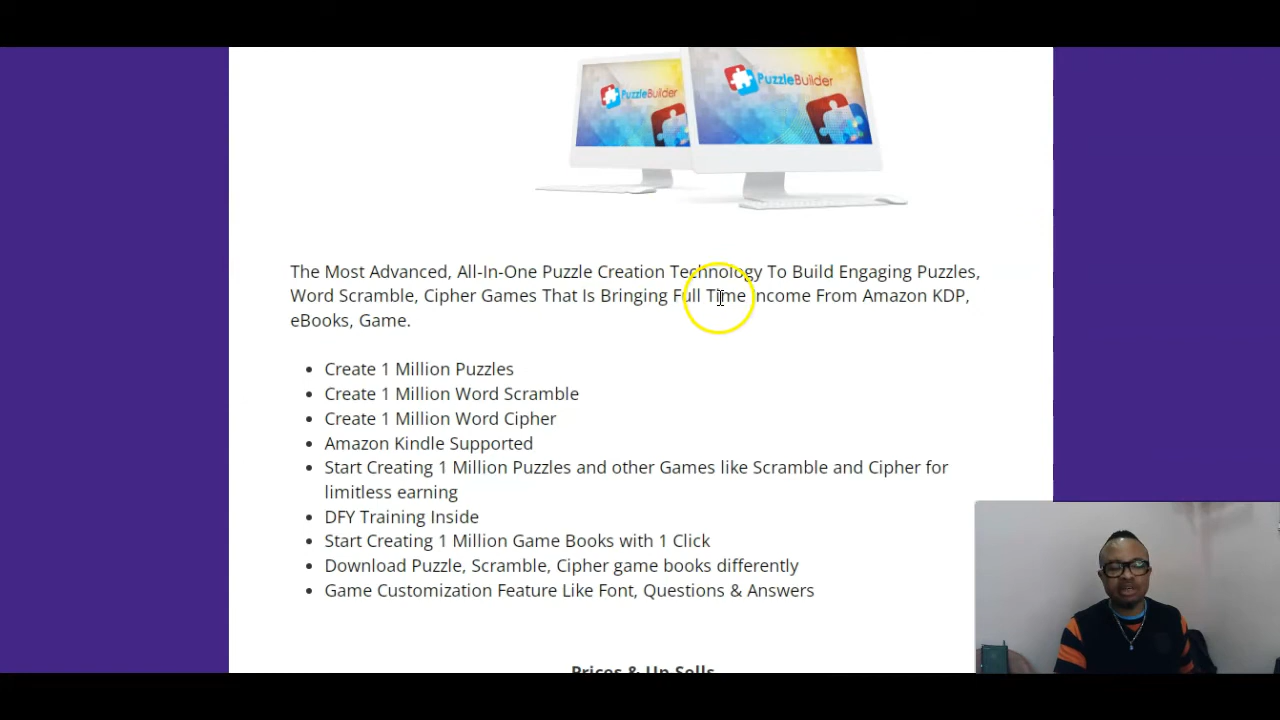 PuzzleBuilder
PuzzleBuilder
The Most Advanced, All-In-One Puzzle Creation Technology To Build Engaging Puzzles,
Word Scramble, Cipher Games That Is Bringing Full Time Income From Amazon KDP,
eBooks, Game.
Create 1 Million Puzzles
Create 1 Million Word Scramble
Create 1 Million Word Cipher
Amazon Kindle Supported
Start Creating 1 Million Puzzles and other Games like Scramble and Cipher for
limitless earning
DFY Training Inside
Start Creating 1 Million Game Books with 1 Click
Download Puzzle, Scramble, Cipher game books differently
Game Customization Feature Like Font, Questions & Answers
Prices & Up Sells